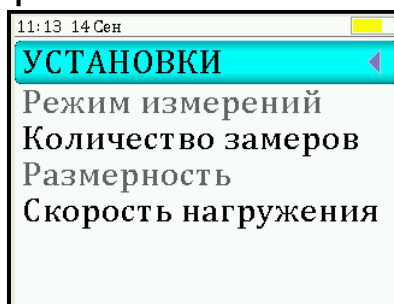 11:13 14 Сен
УСТАНОВКИ
Режим измерений
Количество замеров
Размерность
Скорость нагружения